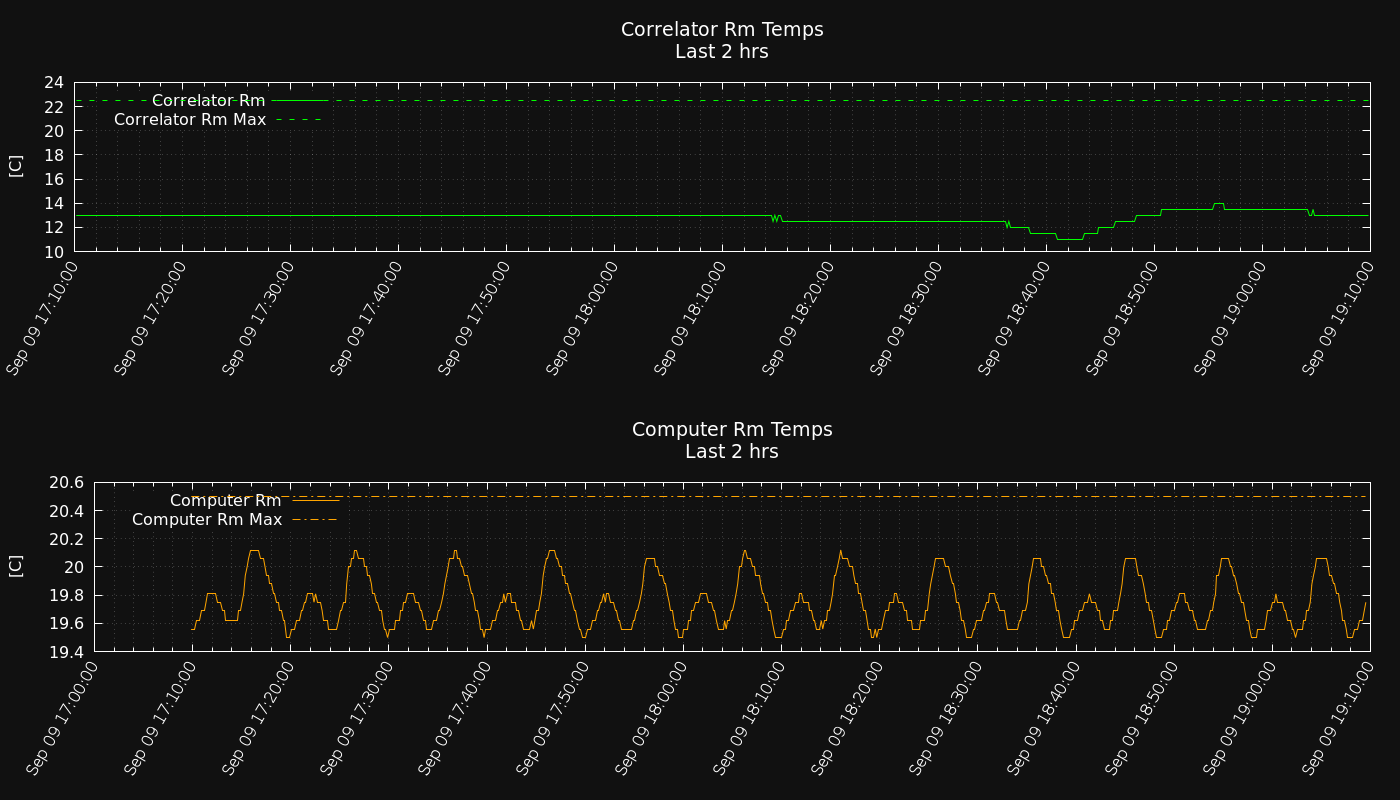 Correlator Rm Temps
Last 2 hrs
24
22
20
18
16
14
12
10
[C]
Correlator Rm
Correlator Rm Max
Sep 09 17:10:00
Sep 09 17:20:00
Sep 09 17:30:00
Sep 09 17:40:00
Sep 09 17:50:00
Sep 09 18:00:00
Sep 09 18:10:00
Sep 09 18:20:00
Sep 09 18:30:00
Sep 09 18:40:00
Sep 09 18:50:00
Sep 09 19:00:00
Sep 09 19:10:00
Computer Rm Temps
Last 2 hrs
20.6
20.4
20.2
20
19.8
19.6
19.4
[C]
Computer Rm
Computer Rm Max
Sep 09 17:00:00
Sep 09 17:10:00
Sep 09 17:20:00
Sep 09 17:30:00
Sep 09 17:40:00
Sep 09 17:50:00
Sep 09 18:00:00
Sep 09 18:10:00
Sep 09 18:20:00
Sep 09 18:30:00
Sep 09 18:40:00
Sep 09 18:50:00
Sep 09 19:00:00
Sep 09 19:10:00